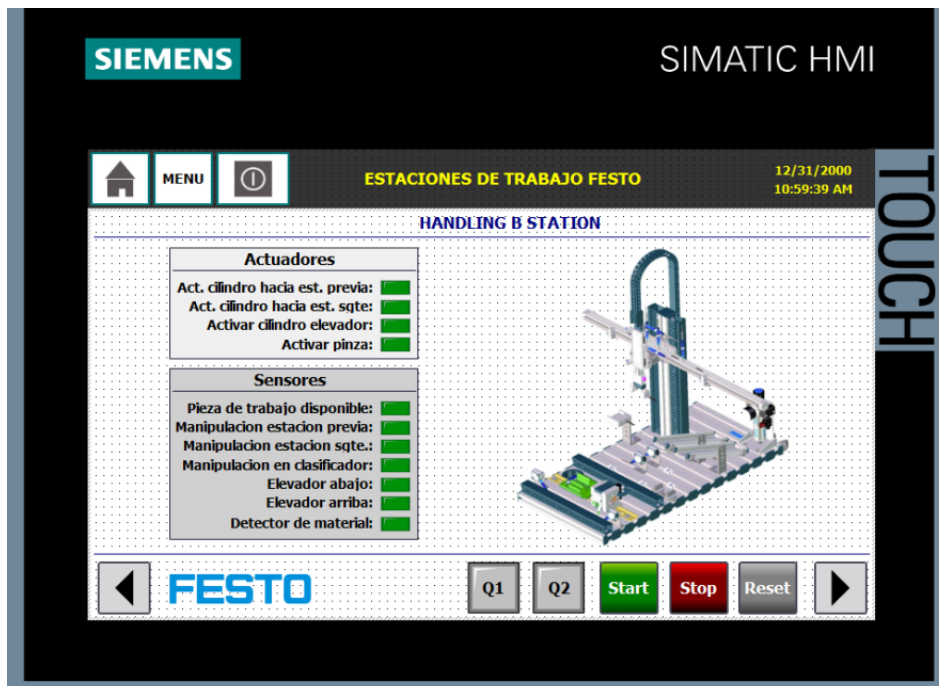 SIEMENS
SIMATIC HMI
TOUCH
MENU
ESTACIONES DE TRABAJO FESTO
12/31/2000
10:59:39 AM
HANDLING B STATION
Actuadores
Act. cilindro hacia est. previa:
Act. cilindro hacia est. sgte:
Activar cilindro elevador:
Activar pinza:
Sensores
Pieza de trabajo disponible:
Manipulacion estacion previa:
Manipulacion estacion sgte.:
Manipulacion en clasificador:
Elevador abajo:
Elevador arriba:
Detector de material:
FESTO
Q1
Q2
Start
Stop
Reset